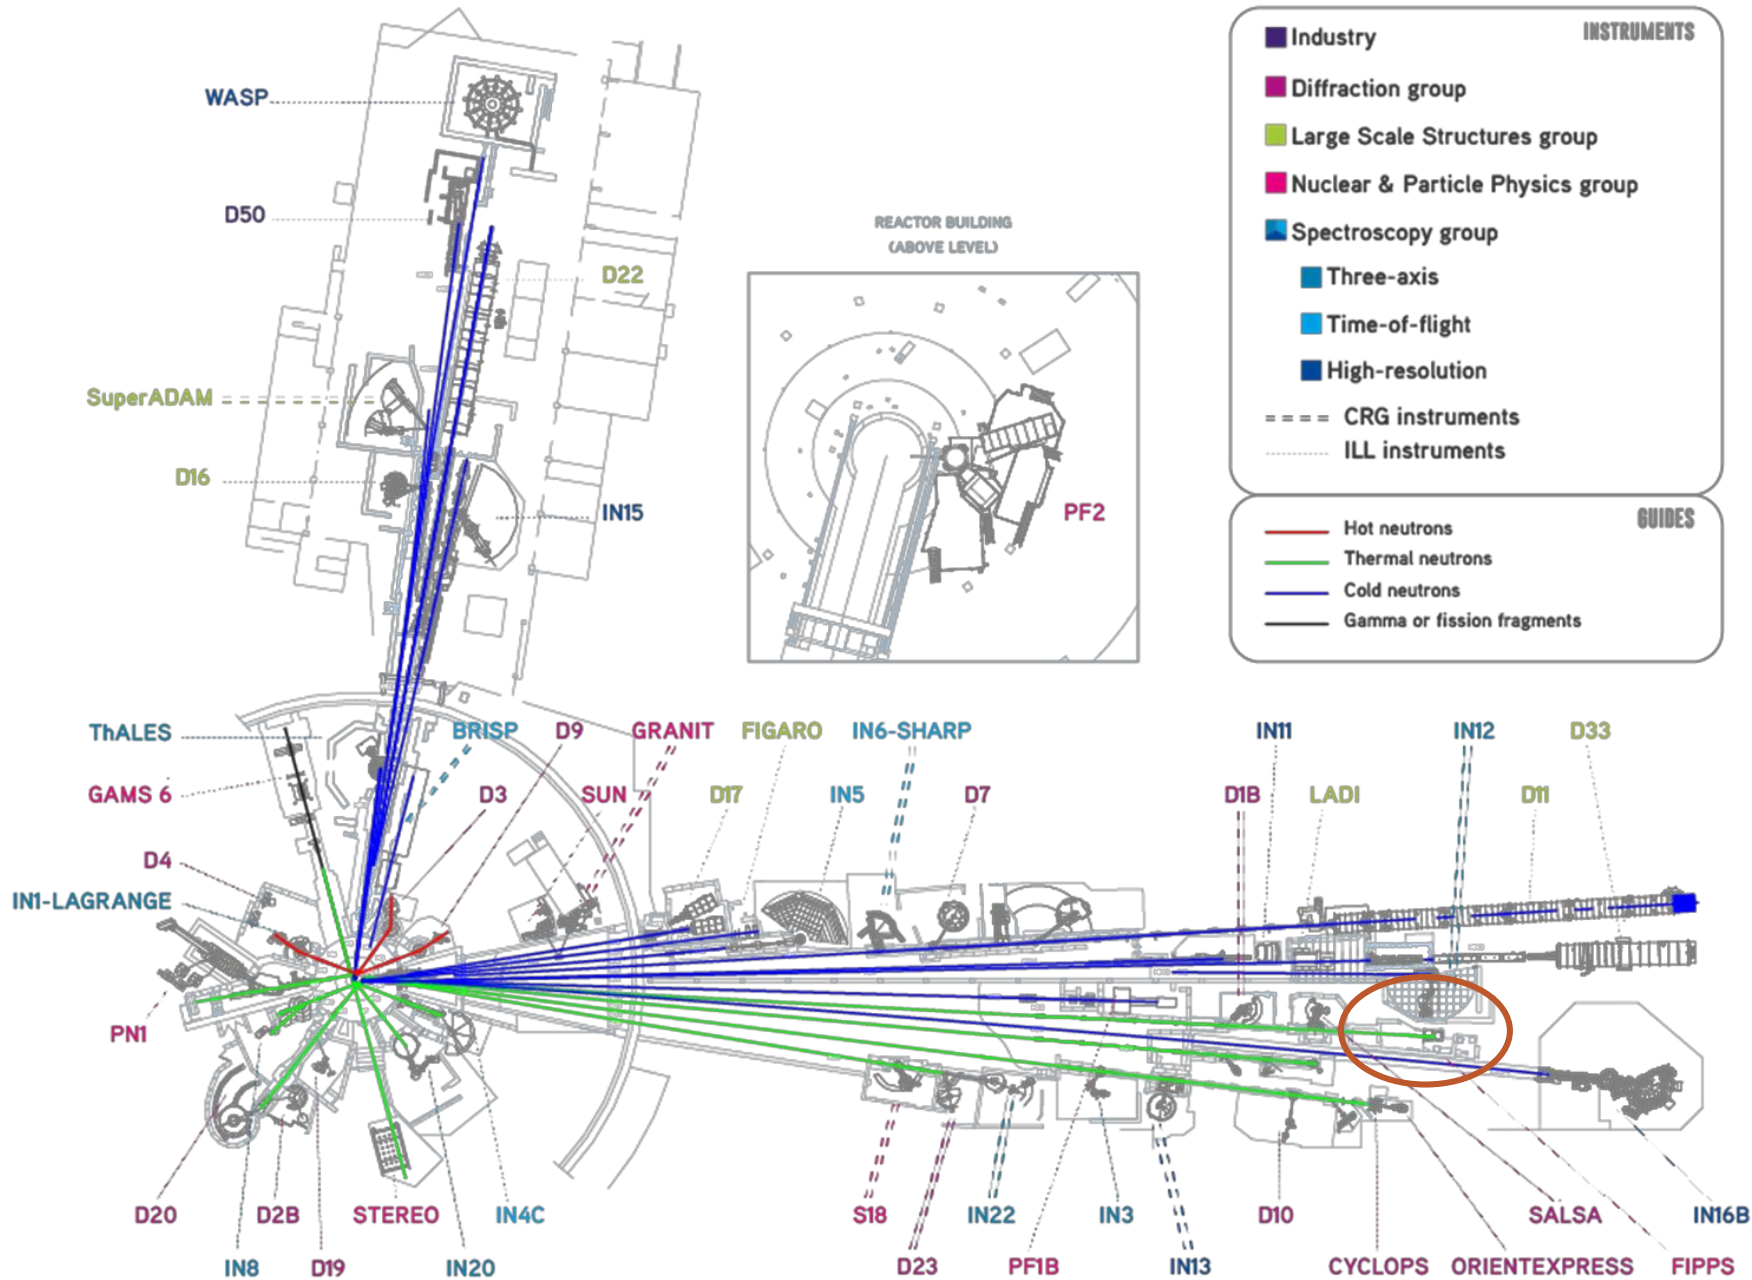 WASP
D50
D22
SuperADAM
D16
IN15
REACTOR BUILDING
(ABOVE LEVEL)
PF2
INSTRUMENTS
Industry
Diffraction group
Large Scale Structures group
Nuclear & Particle Physics group
Spectroscopy group
Three-axis
Time-of-flight
High-resolution
CRG instruments
ILL instruments
GUIDES
Hot neutrons
Thermal neutrons
Cold neutrons
Gamma or fission fragments
ThALES
BRISP
D9
GRANIT
FIGARO
IN6-SHARP
IN11
IN12
D33
GAMS 6
D3
SUN
D17
IN5
D7
D1B
LADI
D11
D4
IN1-LAGRANGE
PN1
D20
D2B
STEREO
IN4C
S18
IN22
IN3
D10
SALSA
IN16B
IN8
D19
IN20
D23
PF1B
IN13
CYCLOPS
ORIENTEXPRESS
FIPPS